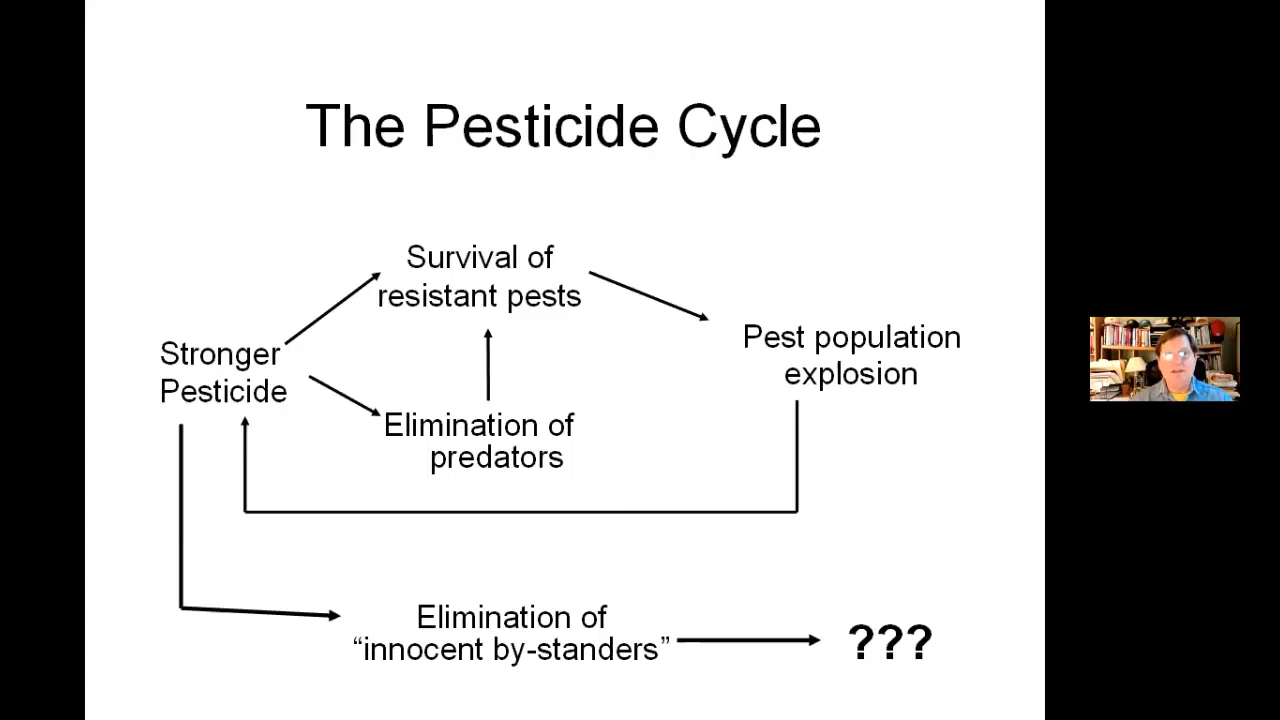 The Pesticide Cycle
Survival of
resistant pests
Pest population
explosion
Stronger
Pesticide
Elimination of
predators
Elimination of
“innocent by-standers”
???